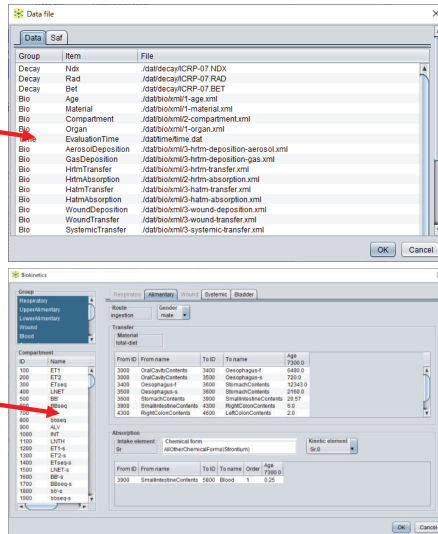 Data file
Data Saf
Group Item File
Decay Ndx ./dat/decay/ICRP-07.NDX
Decay Rad ./dat/decay/ICRP-07.RAD
Decay Bet ./dat/decay/ICRP-07.BET
Bio Age ./dat/bio/xml/1-age.xml
Bio Material ./dat/bio/xml/1-material.xml
Bio Compartment ./dat/bio/xml/2-compartment.xml
Bio Organ ./dat/bio/xml/1-organ.xml
EvaluationTime ./dat/time/time.dat
Bio AerosolDeposition ./dat/bio/xml/3-hrtm-deposition-aerosol.xml
Bio GasDeposition ./dat/bio/xml/3-hrtm-deposition-gas.xml
Bio HrtmTransfer ./dat/bio/xml/3-hrtm-transfer.xml
Bio HrtmAbsorption ./dat/bio/xml/2-hrtm-absorption.xml
Bio HatmTransfer ./dat/bio/xml/3-hatm-transfer.xml
Bio HatmAbsorption ./dat/bio/xml/3-hatm-absorption.xml
Bio WoundDeposition ./dat/bio/xml/3-wound-deposition.xml
Bio WoundTransfer ./dat/bio/xml/3-wound-transfer.xml
Bio SystemicTransfer ./dat/bio/xml/3-systemic-transfer.xml
OK Cancel
Biokinetics
Group
Respiratory
UpperAlimentary
LowerAlimentary
Wound
Blood
Compartment
ID Name
100 ET1
200 ET'2
300 ETseq
400 LNET
500 BB'
BBseq
800 bbseq
900 ALV
1000 INT
1100 LNTH
1200 ET1-s
1300 ET'2-s
1400 ETseq-s
1500 LNET-s
1600 BB'-s
1700 BBseq-s
1800 bb'-s
1900 bbseq-s
Respiratory Alimentary Wound Systemic Bladder
Route Gender
ingestion male
Transfer
Material
total-diet
From ID From name To ID To name Age 7300.0
3000 OralCavityContents 3400 Oesophagus-f 6480.0
3000 OralCavityContents 3500 Oesophagus-s 720.0
3400 Oesophagus-f 3600 StomachContents 12343.0
3500 Oesophagus-s 3600 StomachContents 2160.0
3600 StomachContents 3900 SmallIntestineContents 20.57
3900 SmallIntestineContents 4300 RightColonContents 6.0
4300 RightColonContents 4600 LeftColonContents 2.0
Absorption
Intake element Chemical form Kinetic element
Sr AllOtherChemicalForms(Strontium) Sr,0
From ID From name To ID To name Order Age 7300.0
3900 SmallIntestineContents 5800 Blood 1 0.25
OK Cancel